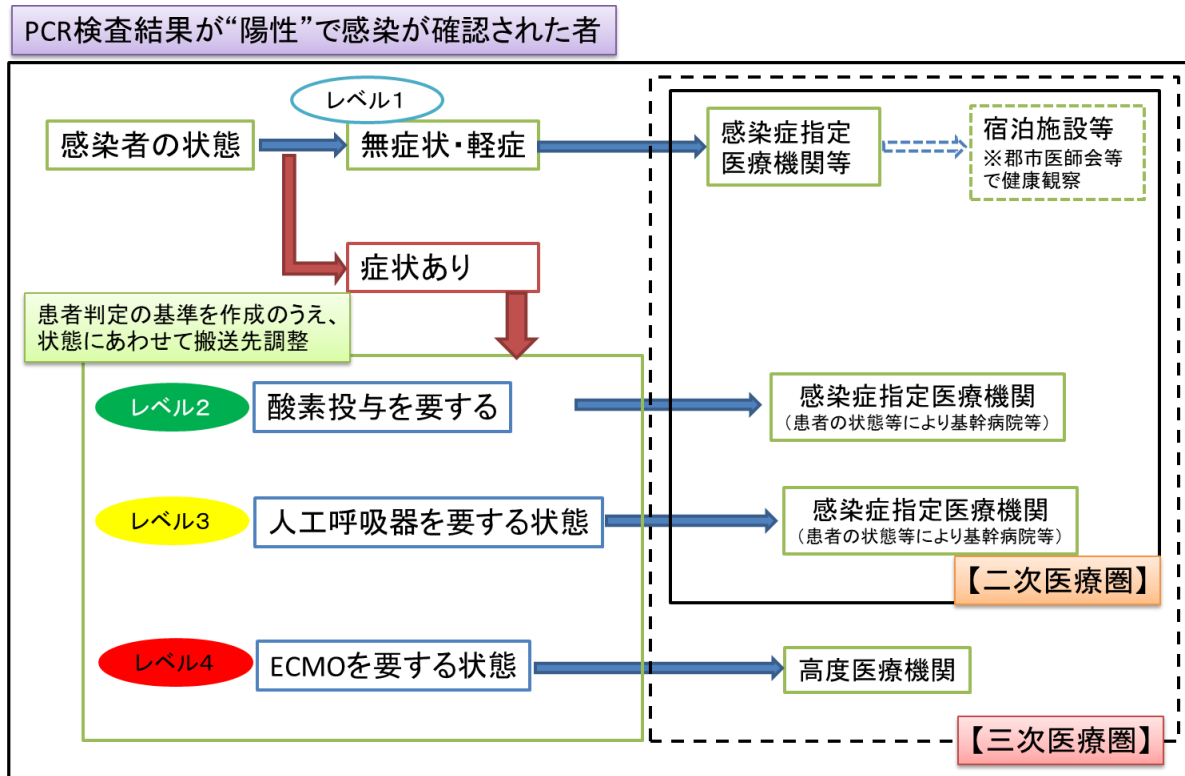 PCR検査結果が“陽性”で感染が確認された者
レベル１
感染者の状態
無症状・軽症
感染症指定
医療機関等
宿泊施設等
※郡市医師会等
で健康観察
症状あり
患者判定の基準を作成のうえ、
状態にあわせて搬送先調整
レベル２
酸素投与を要する
感染症指定医療機関
（患者の状態等により基幹病院等）
レベル３
人工呼吸器を要する状態
感染症指定医療機関
（患者の状態等により基幹病院等）
【二次医療圏】
レベル４
ECMOを要する状態
高度医療機関
【三次医療圏】